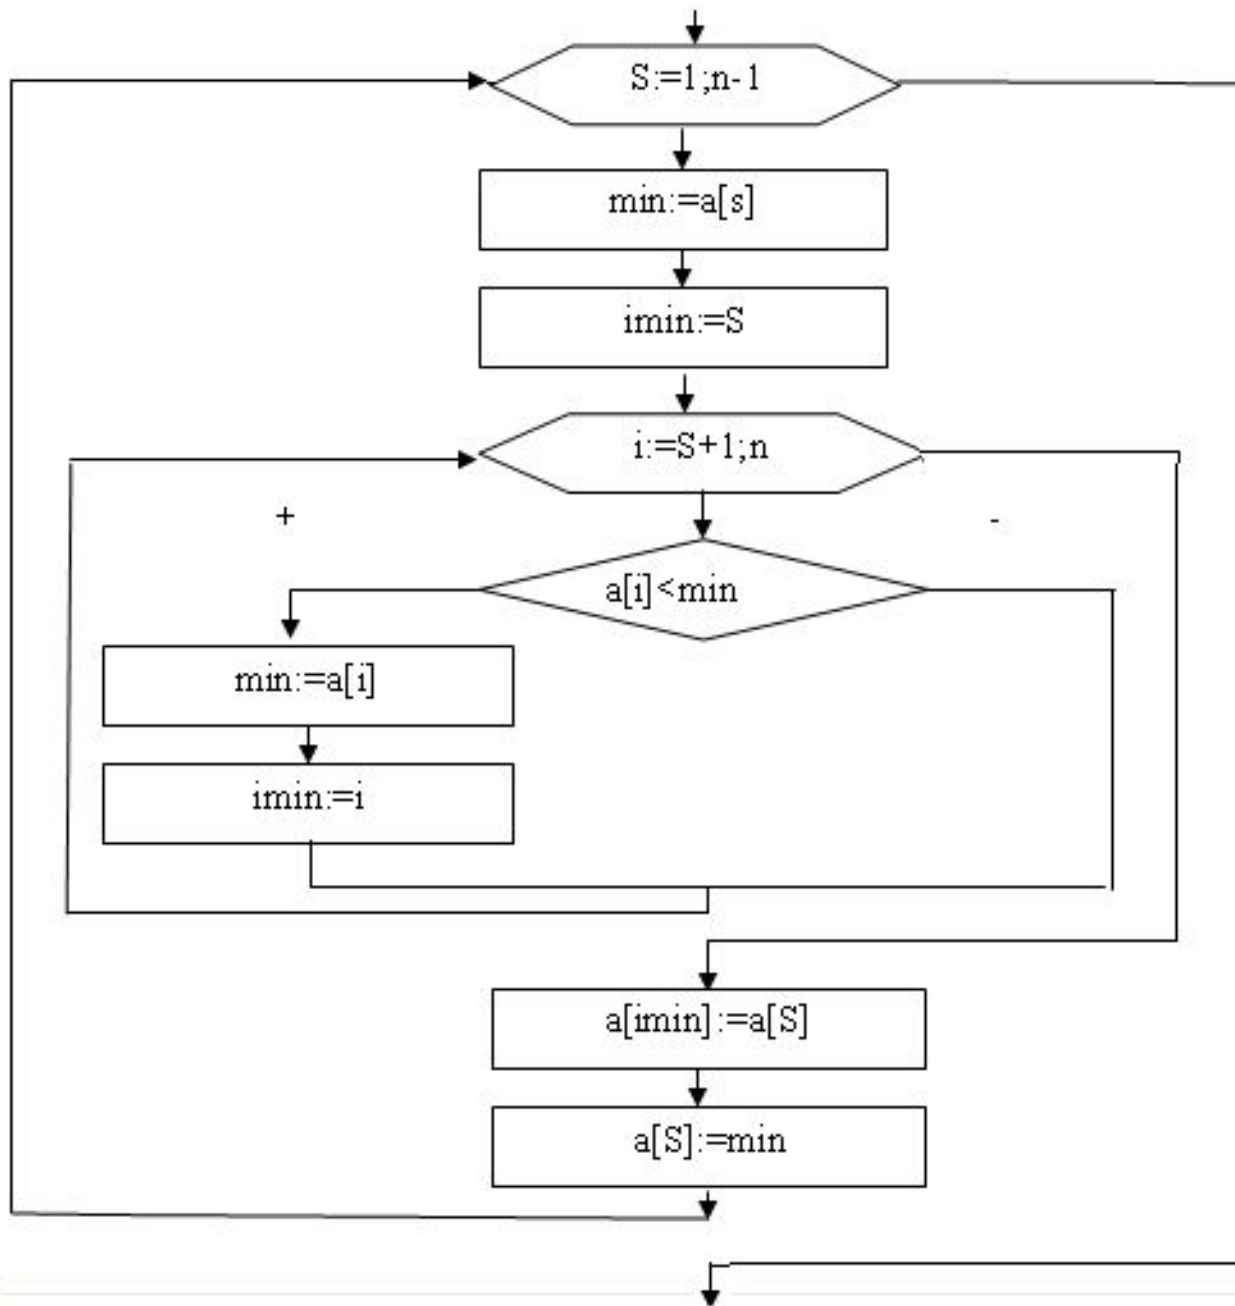 S:=1;n-1
min:=a[s]
imin:=S
i:=S+1;n
+
-
a[i]<min
min:=a[i]
imin:=i
a[imin]:=a[S]
a[S]:=min